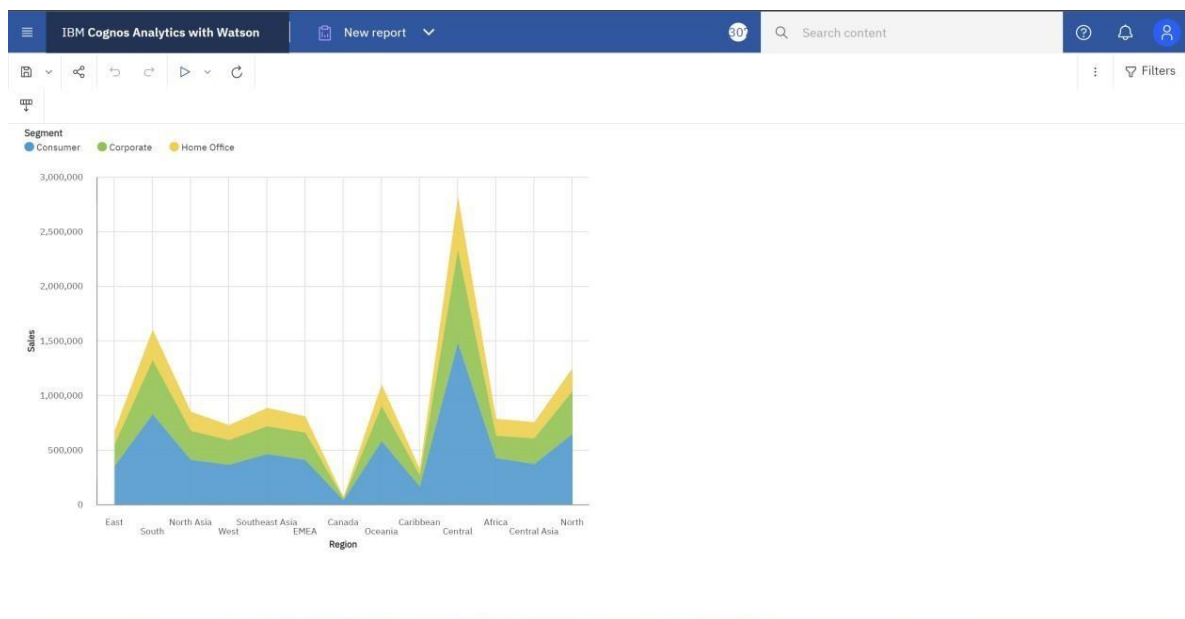 IBM Cognos Analytics with Watson
New report
Search content
Filters
Segment
Consumer Corporate Home Office
3,000,000
2,500,000
2,000,000
1,500,000
1,000,000
500,000
0
Sales
East South North Asia West Southeast Asia EMEA Canada Oceania Caribbean Central Africa Central Asia North
Region